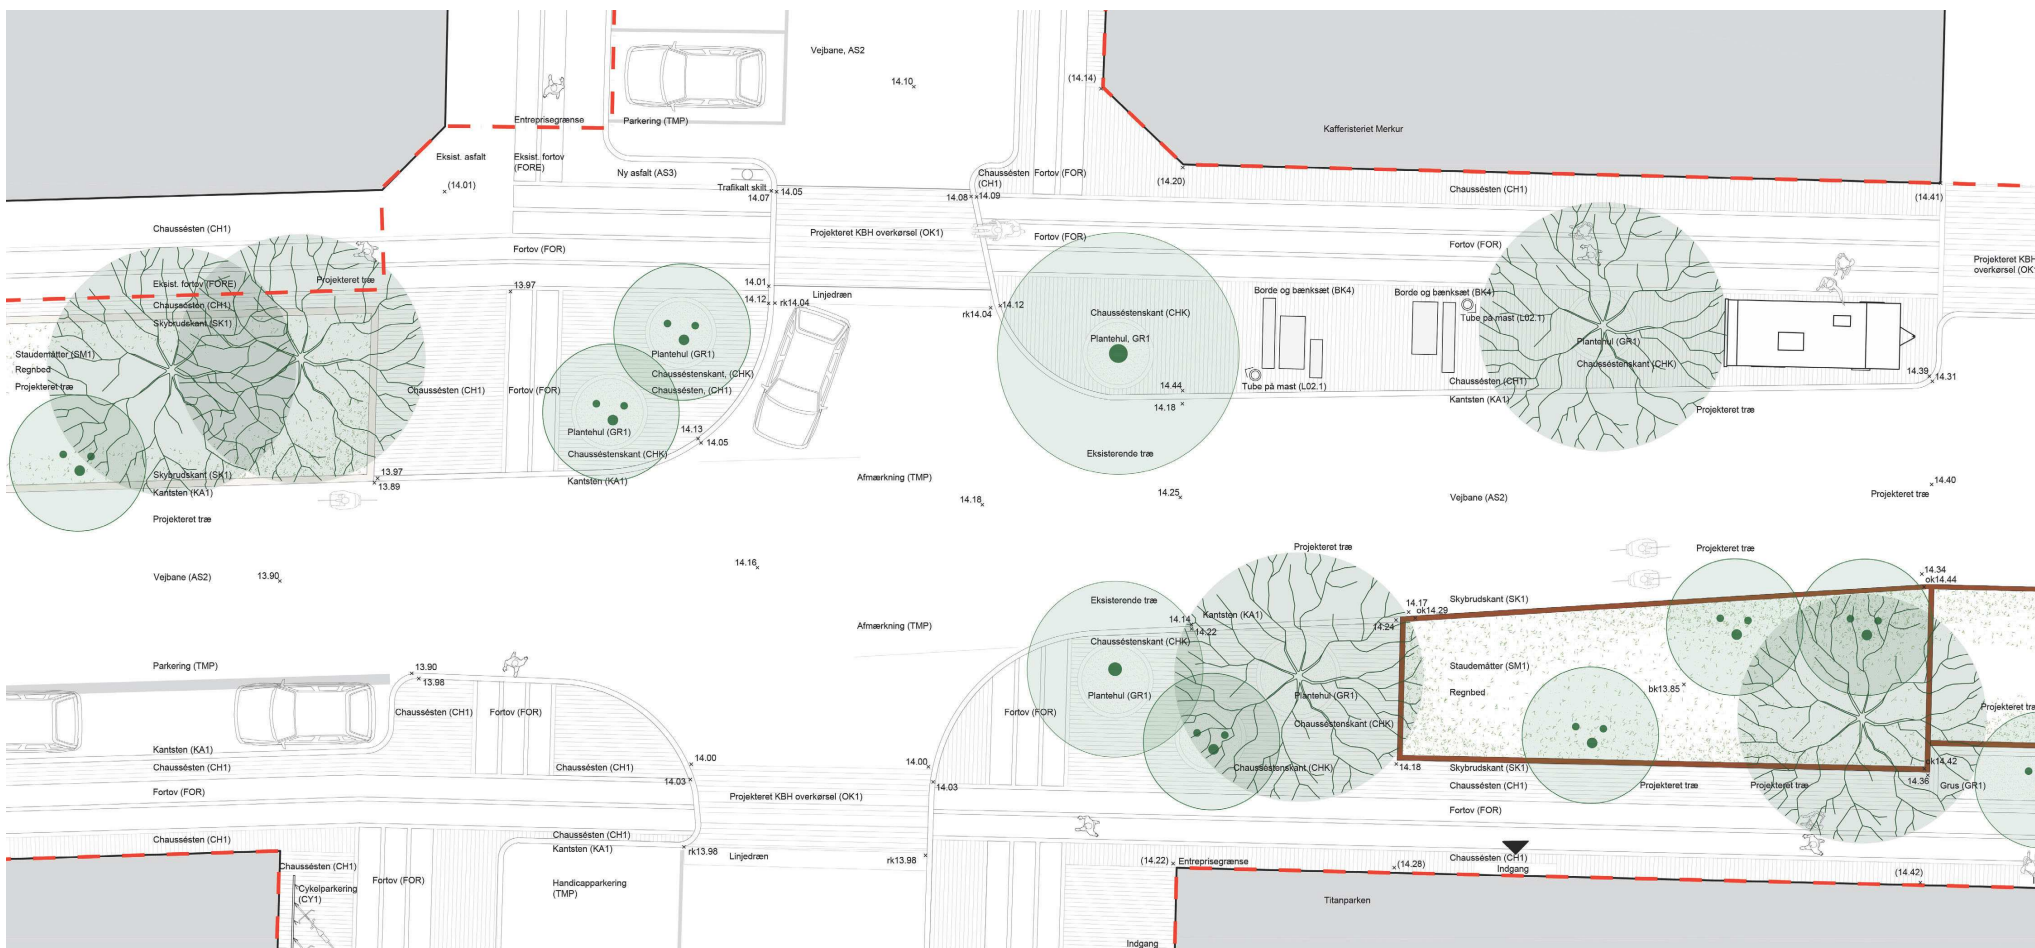 Vejbane, AS2
14.10
(14.14)
Entreprisegrænse
Parkering (TMP)
Kafferisteriet Merkur
Eksist. asfalt
Eksist. fortov
(FORE)
Ny asfalt (AS3)
(14.01)
Trafikalt skilt
14.05
14.07
14.08
14.09
Chaussésten
(CH1)
Fortov (FOR)
(14.20)
Chaussésten (CH1)
(14.41)
Chaussésten (CH1)
Fortov (FOR)
Projekteret KBH overkørsel (OK1)
Fortov (FOR)
Fortov (FOR)
Projekteret KBH
overkørsel (OK1
Eksist. fortov (FORE)
Projekteret træ
13.97
14.01
14.12
rk14.04
Linjedræn
rk14.04
14.12
Chaussésten (CH1)
Skybrudskant (SK1)
Chausséstenskant (CHK)
Plantehul, GR1
Borde og bænksæt (BK4)
Borde og bænksæt (BK4)
Tube på mast (L02.1)
Plantehul (GR1)
Chausséstenskant (CHK)
Staudemåtter (SM1)
Regnbed
Projekteret træ
Chaussésten (CH1)
Fortov (FOR)
Plantehul (GR1)
Chausséstenskant, (CHK)
Chaussésten, (CH1)
14.44
14.18
Tube på mast (L02.1)
Chaussésten (CH1)
Kantsten (KA1)
14.39
14.31
Projekteret træ
Plantehul (GR1)
Chausséstenskant (CHK)
14.13
14.05
Eksisterende træ
Skybrudskant (SK1)
Kantsten (KA1)
13.97
13.89
Kantsten (KA1)
Afmærkning (TMP)
14.18
14.25
Vejbane (AS2)
Projekteret træ
14.40
Projekteret træ
Vejbane (AS2)
13.90
14.16
Projekteret træ
Projekteret træ
14.34
ok14.44
Eksisterende træ
Afmærkning (TMP)
14.14
Kantsten (KA1)
14.22
14.17
ok14.29
14.24
Skybrudskant (SK1)
Chausséstenskant (CHK)
Parkering (TMP)
13.90
13.98
Staudemåtter (SM1)
Regnbed
bk13.85
Plantehul (GR1)
Plantehul (GR1)
Chaussésten (CH1)
Fortov (FOR)
Fortov (FOR)
Chausséstenskant (CHK)
Projekteret træ
Kantsten (KA1)
Chaussésten (CH1)
Fortov (FOR)
Chaussésten (CH1)
14.00
14.03
14.00
14.03
Chausséstenskant (CHK)
14.18
Skybrudskant (SK1)
Chaussésten (CH1)
Projekteret træ
Projekteret træ
ok14.42
14.36
Grus (GR1)
Projekteret KBH overkørsel (OK1)
Fortov (FOR)
Chaussésten (CH1)
Chaussésten (CH1)
Kantsten (KA1)
rk13.98
Linjedræn
rk13.98
(14.22)
Entreprisegrænse
(14.28)
Chaussésten (CH1)
Indgang
(14.42)
Chaussésten (CH1)
Cykelparkering
(CY1)
Fortov (FOR)
Handicapparkering
(TMP)
Titanparken
Indgang